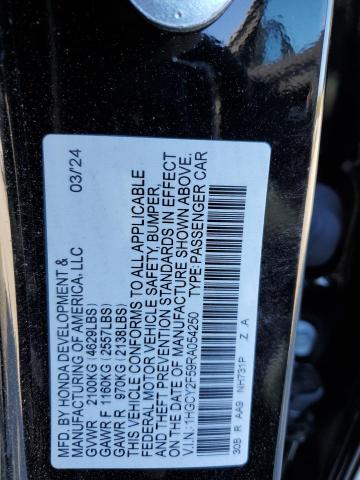 MFD. BY HONDA DEVELOPMENT &
MANUFACTURING OF AMERICA, LLC 03/24
GVWR 2100KG (4629LBS)
GAWR F 1160KG (2557LBS)
GAWR R 970KG (2138LBS)
THIS VEHICLE CONFORMS TO ALL APPLICABLE
FEDERAL MOTOR VEHICLE SAFETY BUMPER,
AND THEFT PREVENTION STANDARDS IN EFFECT
ON THE DATE OF MANUFACTURE SHOWN ABOVE.
V.I.N.: 1HGCY2F59RA054250 TYPE: PASSENGER CAR
30B R AA9 NH731P Z A